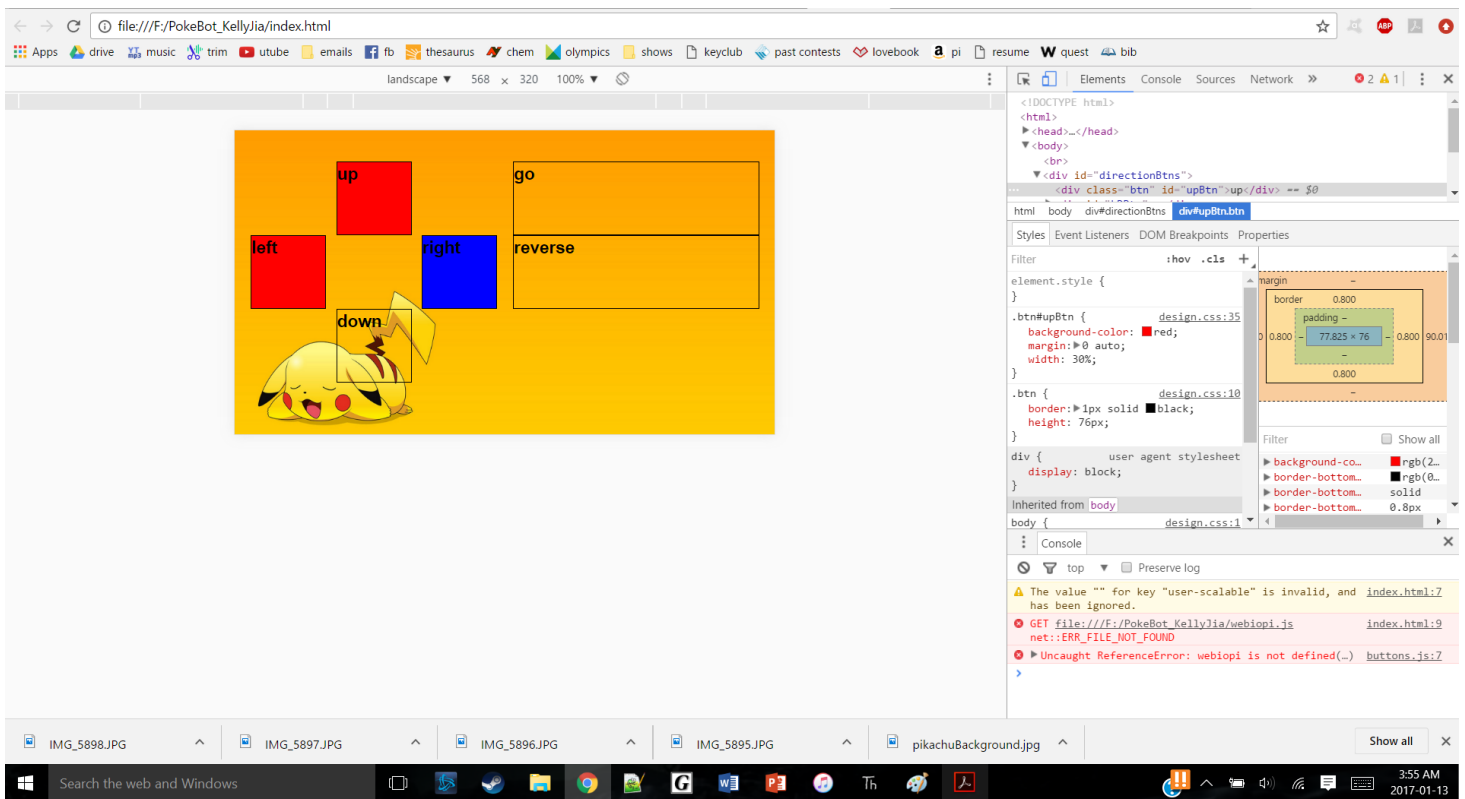 file:///F:/PokeBot_KellyJia/index.html
ABP
Apps drive music trim utube emails fb thesaurus chem olympics shows keyclub past contests lovebook pi resume quest bib
landscape ▼ 568 × 320 100% ▼
Elements Console Sources Network » 2 1
up
go
left
right
reverse
down
<!DOCTYPE html>
<html>
▶<head>…</head>
▼<body>
<br>
▼<div id="directionBtns">
… <div class="btn" id="upBtn">up</div> == $0
html body div#directionBtns div#upBtn.btn
Styles Event Listeners DOM Breakpoints Properties
Filter :hov .cls +
element.style {
}
.btn#upBtn { design.css:35
background-color: red;
margin:▶0 auto;
width: 30%;
}
.btn { design.css:10
border:▶1px solid black;
height: 76px;
}
div { user agent stylesheet
display: block;
}
Inherited from body
body { design.css:1
margin –
border 0.800
padding –
0.800 – 77.825 × 76 – 0.800 90.01
–
0.800
–
Filter Show all
▶background-co… rgb(2…
▶border-bottom… rgb(0…
▶border-bottom… solid
▶border-bottom… 0.8px
Console
top ▼ Preserve log
The value "" for key "user-scalable" is invalid, and index.html:7
has been ignored.
GET file:///F:/PokeBot_KellyJia/webiopi.js index.html:9
net::ERR_FILE_NOT_FOUND
▶Uncaught ReferenceError: webiopi is not defined(…) buttons.js:7
>
IMG_5898.JPG IMG_5897.JPG IMG_5896.JPG IMG_5895.JPG pikachuBackground.jpg Show all
Search the web and Windows
3:55 AM
2017-01-13